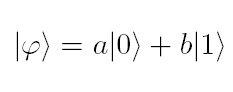 |φ⟩ = a|0⟩ + b|1⟩